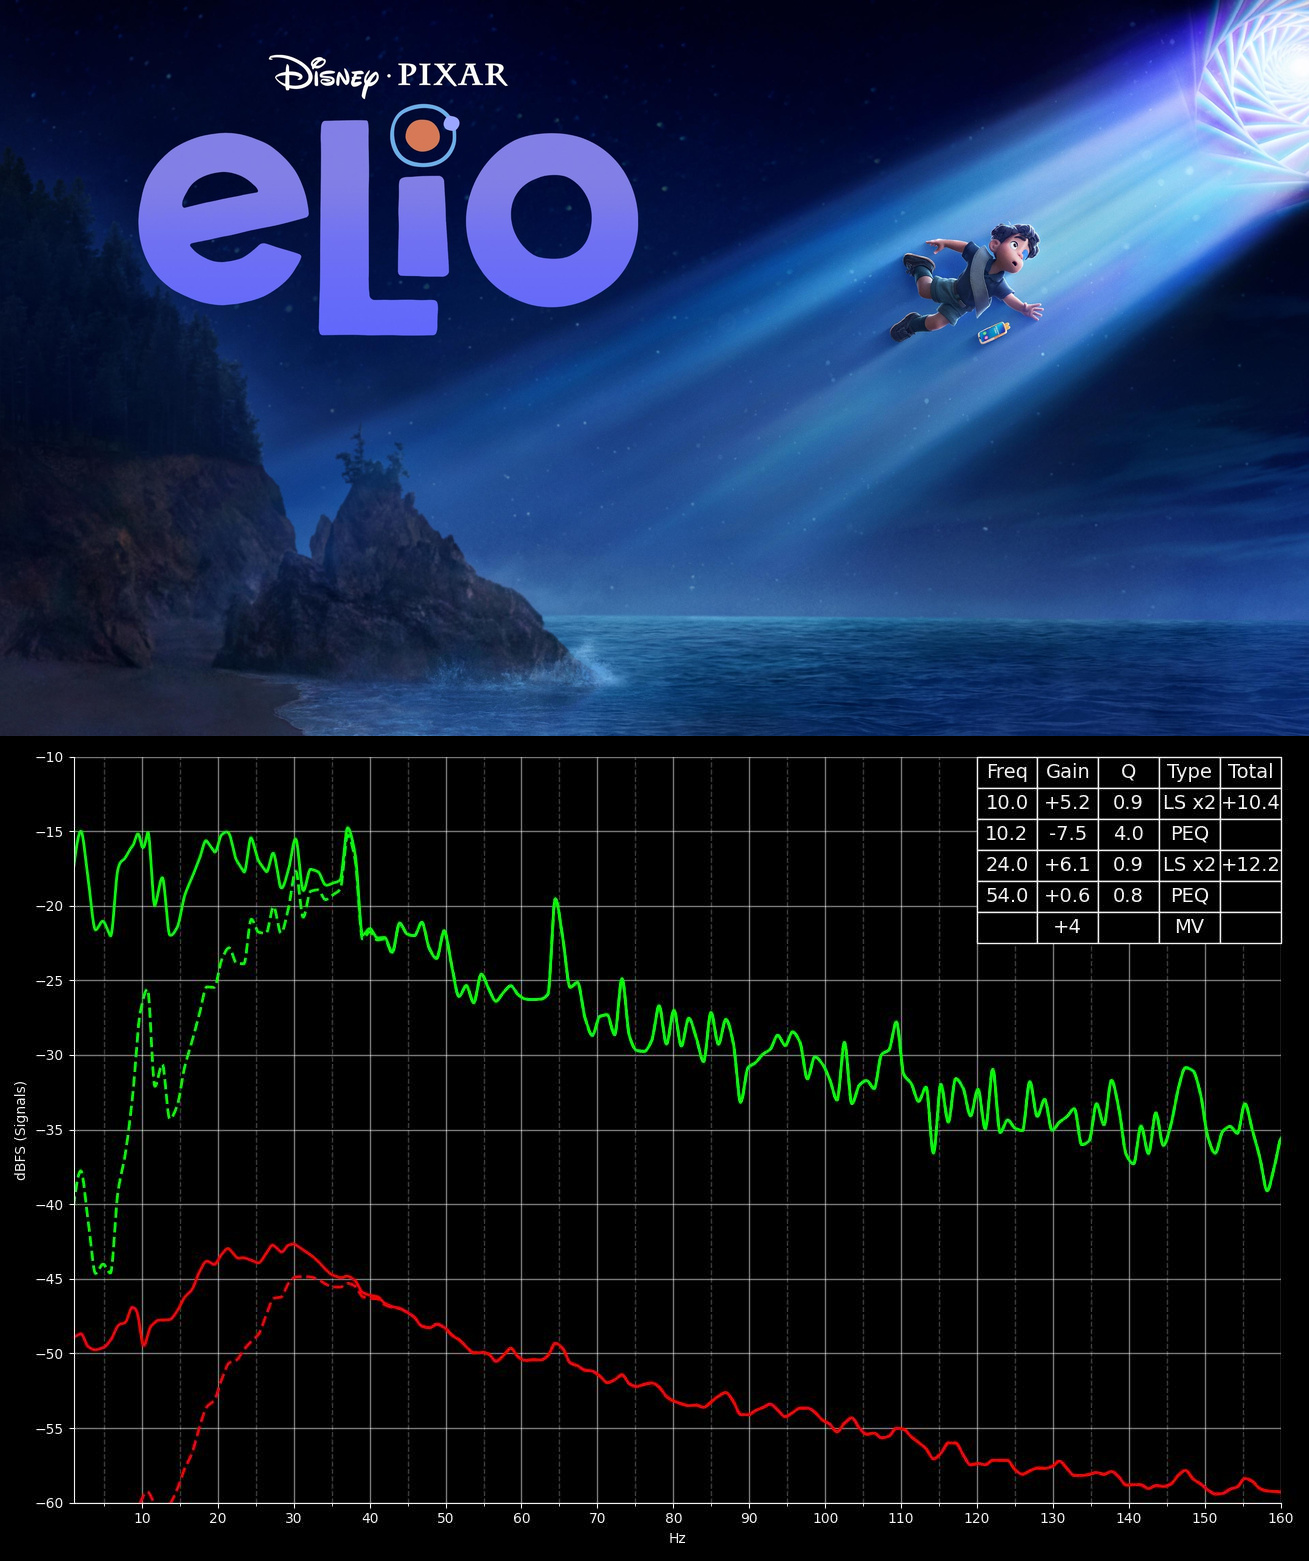 Disney · PIXAR
eLiO
Freq Gain Q Type Total
10.0 +5.2 0.9 LS x2 +10.4
10.2 -7.5 4.0 PEQ
24.0 +6.1 0.9 LS x2 +12.2
54.0 +0.6 0.8 PEQ
+4 MV
−10
−15
−20
−25
−30
−35
−40
−45
−50
−55
−60
dBFS (Signals)
10 20 30 40 50 60 70 80 90 100 110 120 130 140 150 160
Hz